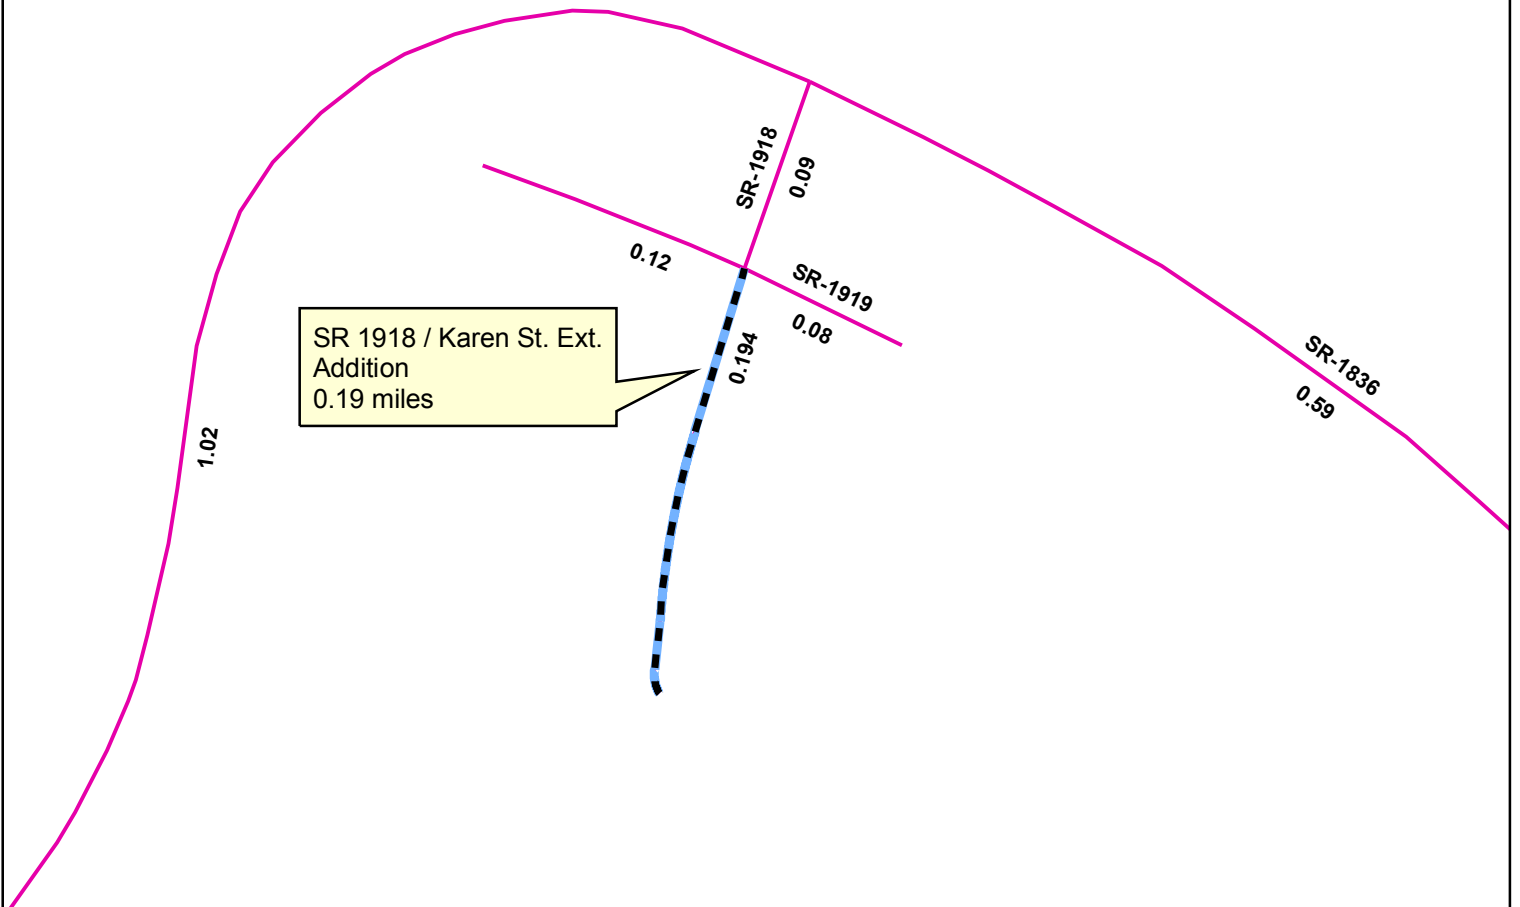 SR-1918
0.09
0.12
SR-1919
0.08
SR 1918 / Karen St. Ext.
Addition
0.19 miles
0.194
SR-1836
0.59
1.02